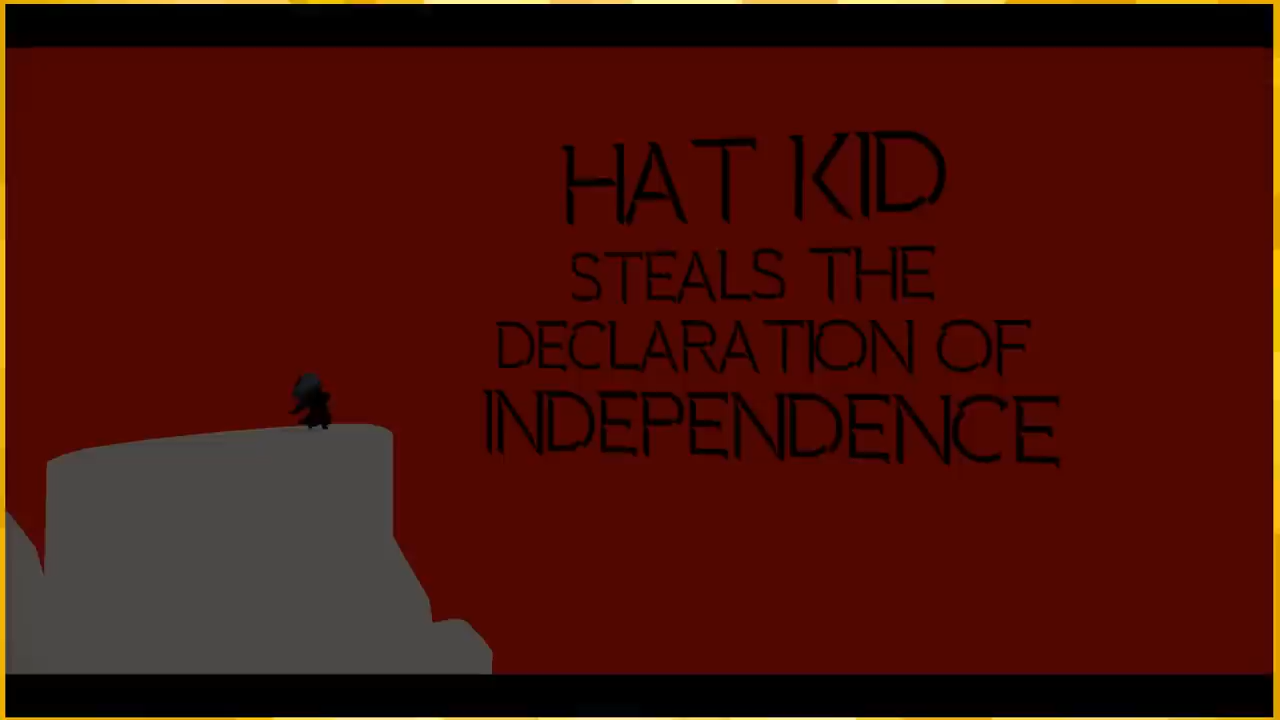 HAT KID
STEALS THE
DECLARATION OF
INDEPENDENCE